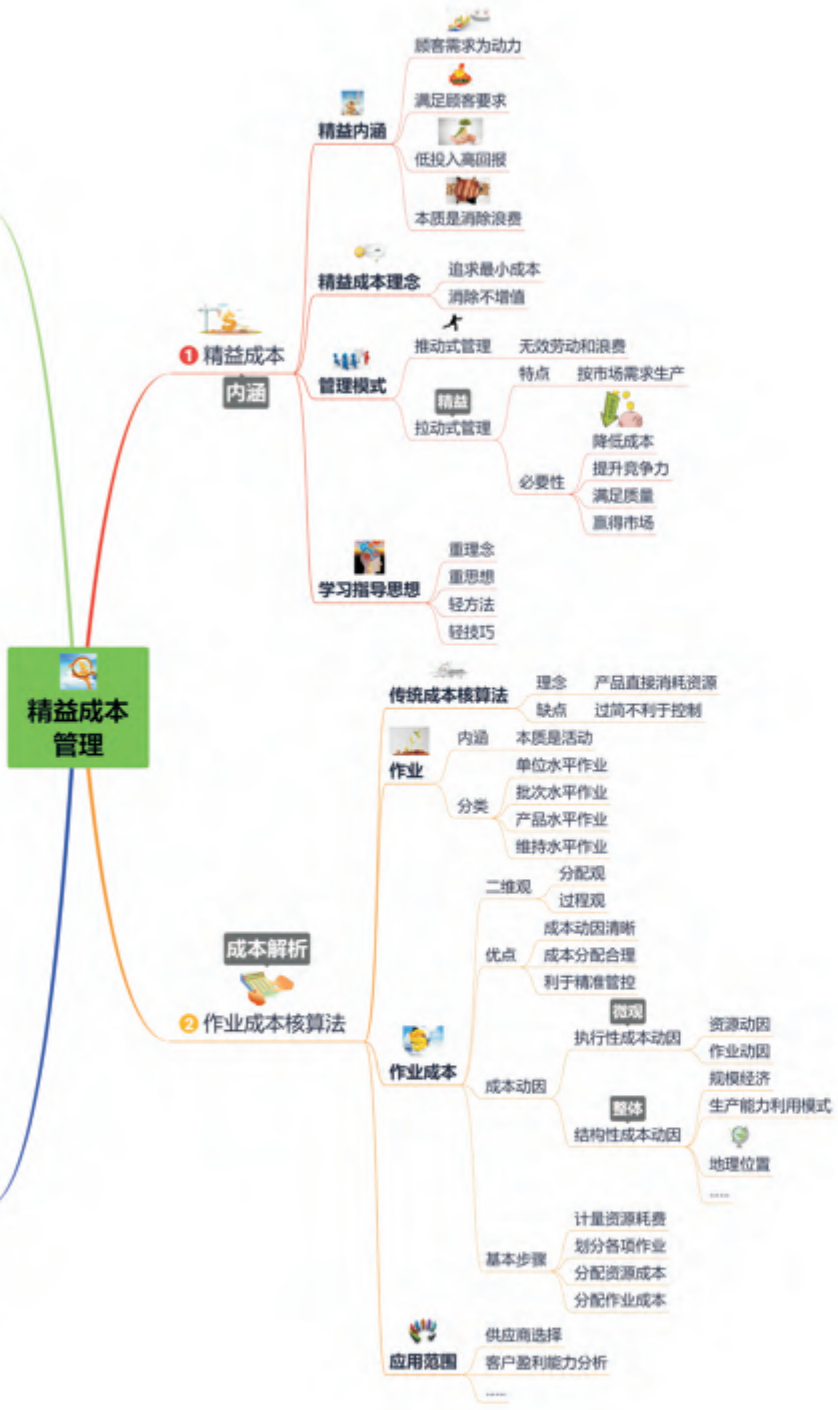 精益成本
管理
❶ 精益成本
内涵
精益内涵
顾客需求为动力
满足顾客要求
低投入高回报
本质是消除浪费
精益成本理念
追求最小成本
消除不增值
管理模式
推动式管理
无效劳动和浪费
精益
拉动式管理
特点
按市场需求生产
必要性
降低成本
提升竞争力
满足质量
赢得市场
学习指导思想
重理念
重思想
轻方法
轻技巧
成本解析
❷ 作业成本核算法
传统成本核算法
理念
产品直接消耗资源
缺点
过简不利于控制
作业
内涵
本质是活动
分类
单位水平作业
批次水平作业
产品水平作业
维持水平作业
作业成本
二维观
分配观
过程观
优点
成本动因清晰
成本分配合理
利于精准管控
成本动因
微观
执行性成本动因
资源动因
作业动因
整体
结构性成本动因
规模经济
生产能力利用模式
地理位置
……
基本步骤
计量资源耗费
划分各项作业
分配资源成本
分配作业成本
应用范围
供应商选择
客户盈利能力分析
……